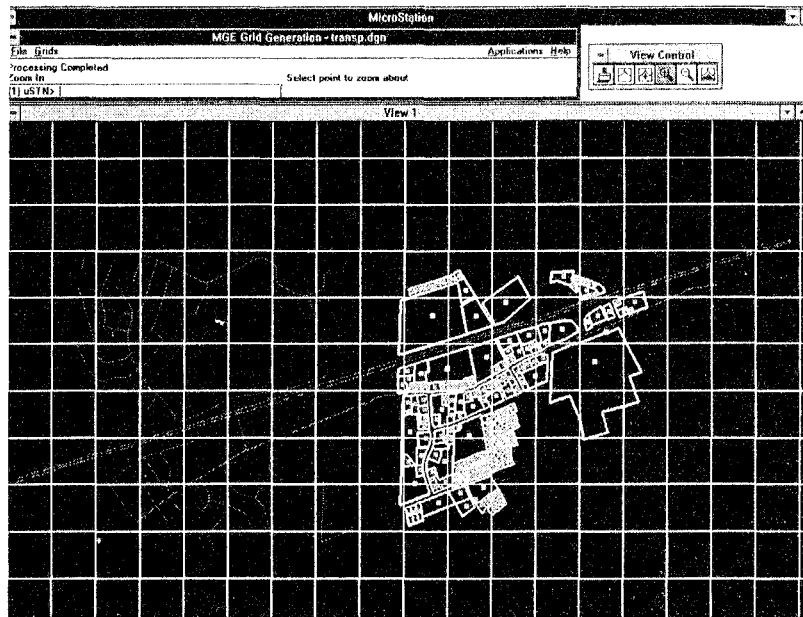 MicroStation
MGE Grid Generation - transp.dgn
File Grids Applications Help
Processing Completed
Zoom In Select point to zoom about
(1) uSTN>
View Control
View 1